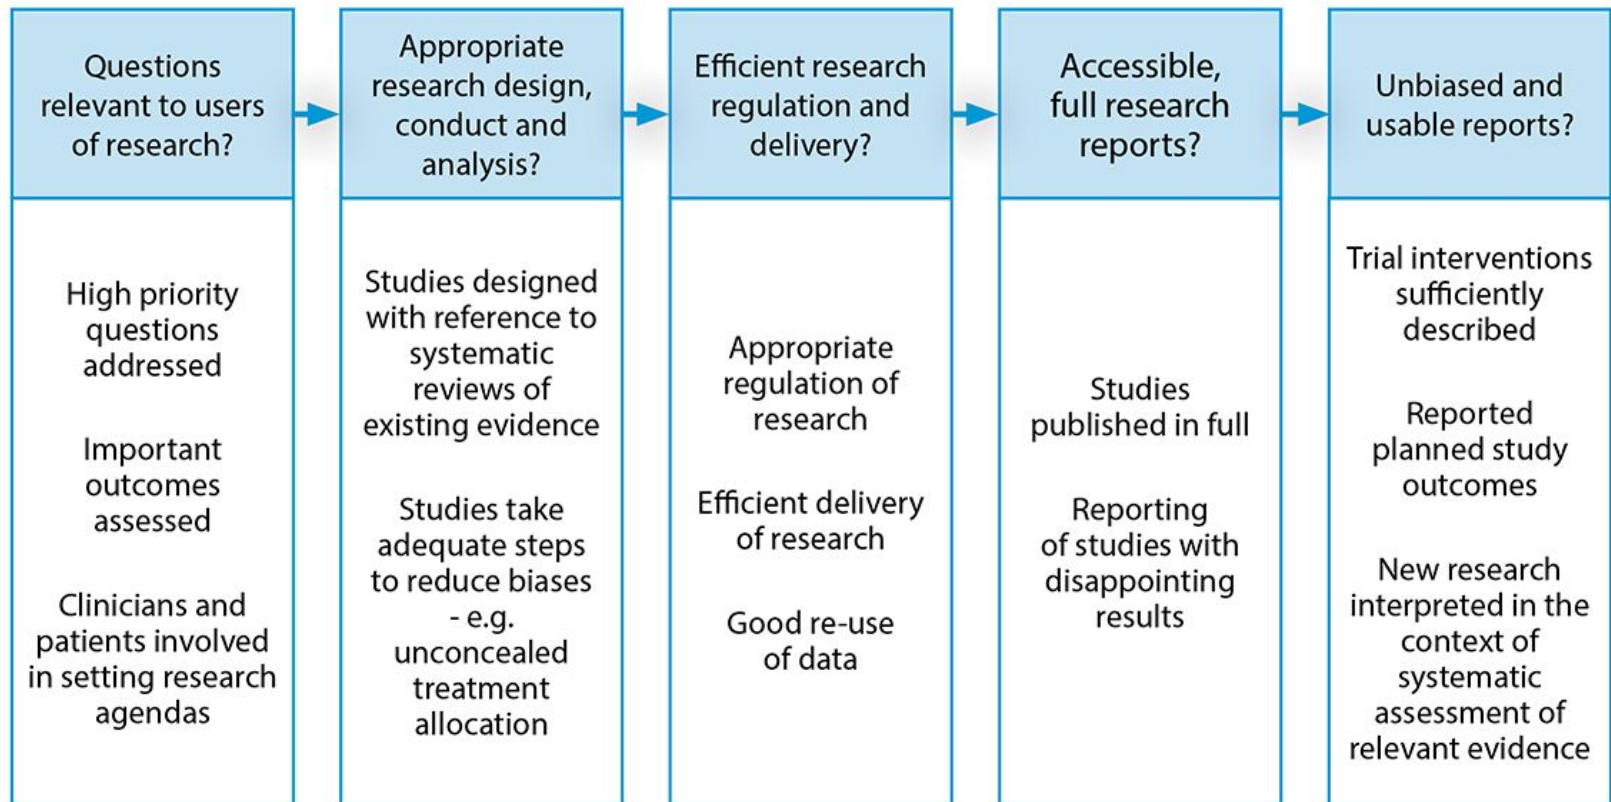 Questions
relevant to users
of research?
High priority
questions
addressed
Important
outcomes
assessed
Clinicians and
patients involved
in setting research
agendas
Appropriate
research design,
conduct and
analysis?
Studies designed
with reference to
systematic
reviews of
existing evidence
Studies take
adequate steps
to reduce biases
- e.g.
unconcealed
treatment
allocation
Efficient research
regulation and
delivery?
Appropriate
regulation of
research
Efficient delivery
of research
Good re-use
of data
Accessible,
full research
reports?
Studies
published in full
Reporting
of studies with
disappointing
results
Unbiased and
usable reports?
Trial interventions
sufficiently
described
Reported
planned study
outcomes
New research
interpreted in the
context of
systematic
assessment of
relevant evidence